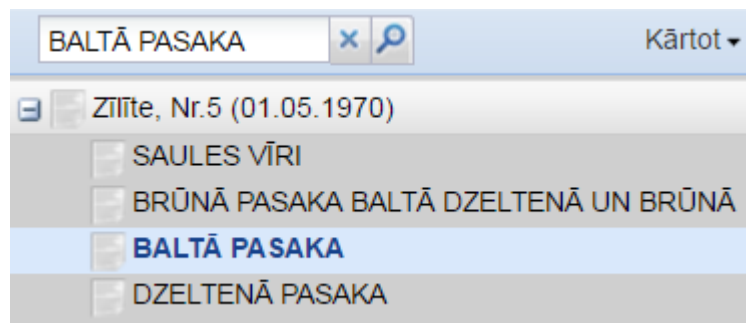 BALTĀ PASAKA
Kārtot
Zīlīte, Nr.5 (01.05.1970)
SAULES VĪRI
BRŪNĀ PASAKA BALTĀ DZELTENĀ UN BRŪNĀ
BALTĀ PASAKA
DZELTENĀ PASAKA